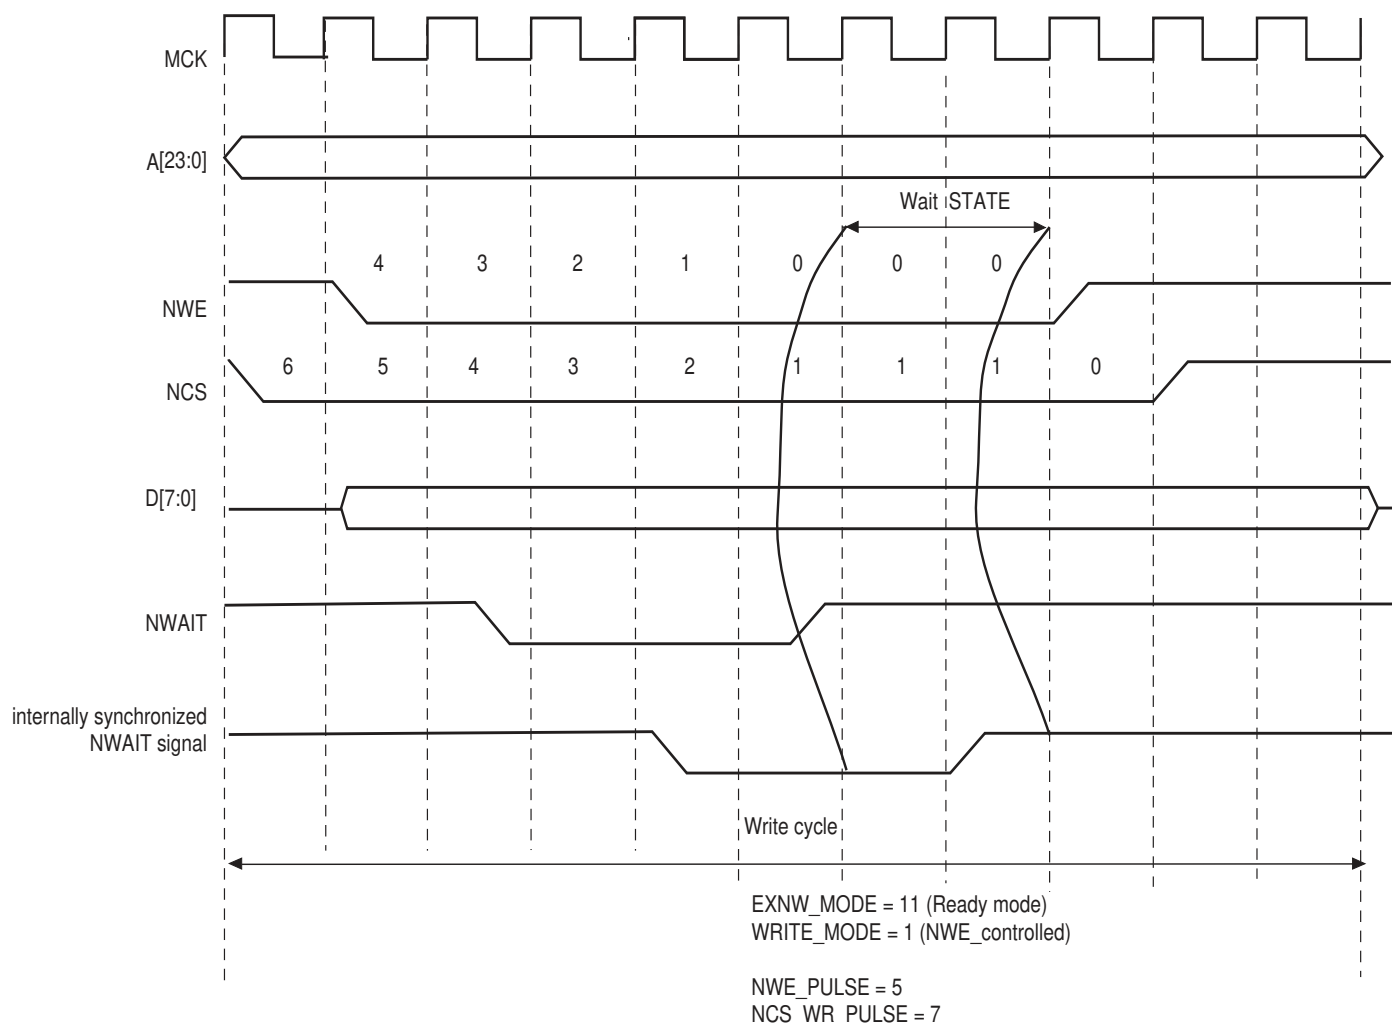 MCK
A[23:0]
Wait STATE
4 3 2 1 0 0 0
NWE
6 5 4 3 2 1 1 1 0
NCS
D[7:0]
NWAIT
internally synchronized
NWAIT signal
Write cycle
EXNW_MODE = 11 (Ready mode)
WRITE_MODE = 1 (NWE_controlled)
NWE_PULSE = 5
NCS_WR_PULSE = 7